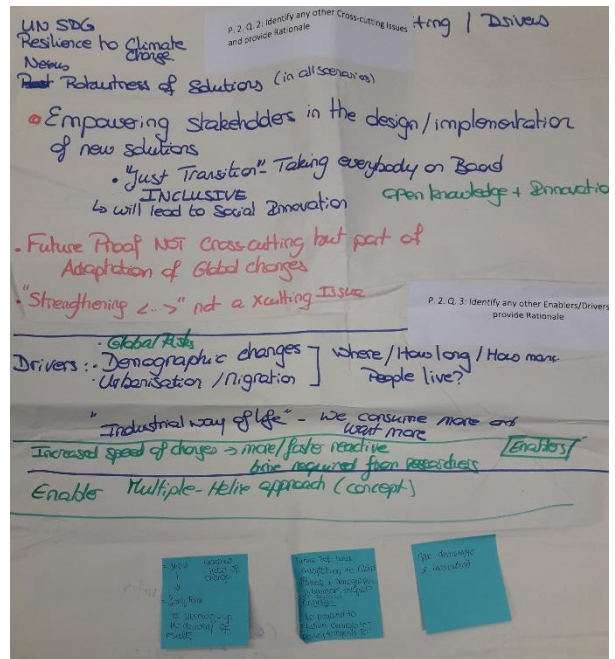 UN SDG
Resilience to Climate
Change
Nexus
P. 2. Q. 2: Identify any other Cross-cutting Issues
and provide Rationale
tting / Drivers
Robustness of Solutions (in all scenarios)
Empowering stakeholders in the design/implementation
of new solutions
• "Just Transition" - Taking everybody on Board
INCLUSIVE
open knowledge + Innovation
↳ will lead to Social Innovation
• Future Proof NOT cross-cutting but part of
Adaptation of Global changes
• "Strengthening <...>" not a Xcutting Issue
P. 2. Q. 3: Identify any other Enablers/Drivers
provide Rationale
• Global Risks
Drivers: • Demographic changes
• Urbanisation / Migration
Where / How long / How many
People live?
"Industrial way of life" - we consume more and
want more
Increased speed of changes → more/faster reactive
time required from researchers
[Enablers]
Enabler Multiple-Helix approach (concept)